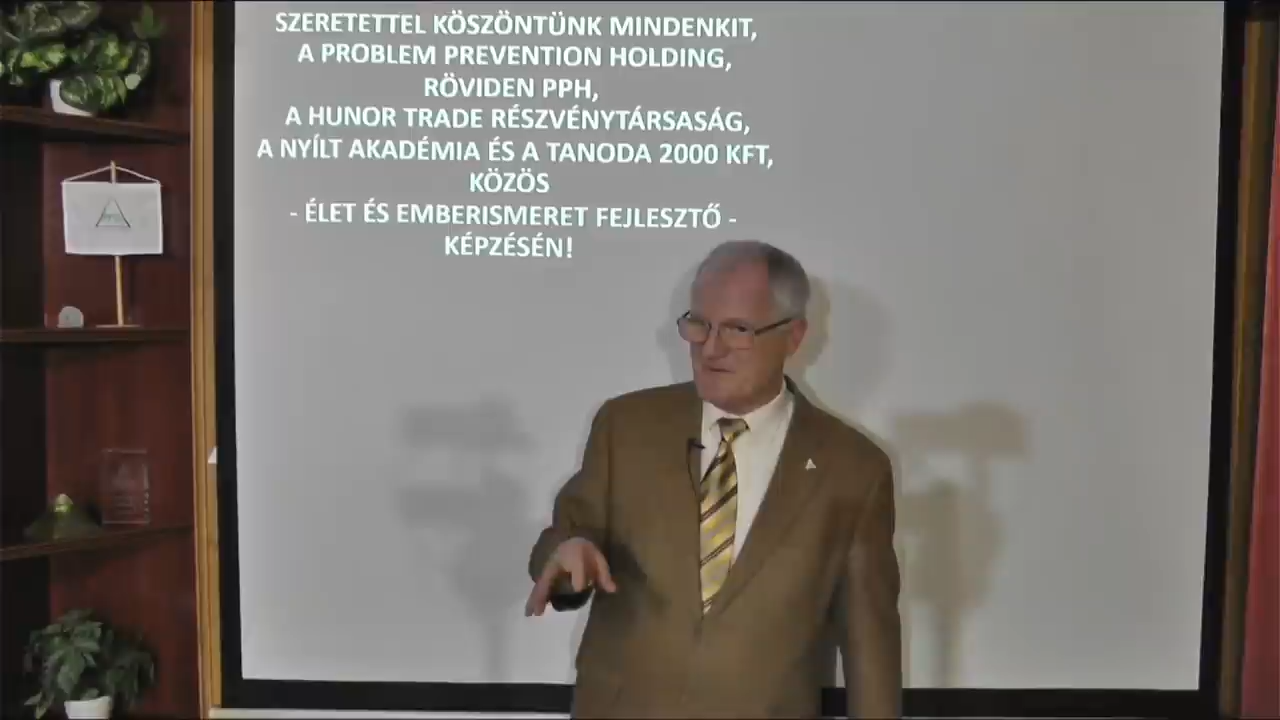 SZERETETTEL KÖSZÖNTÜNK MINDENKIT,
A PROBLEM PREVENTION HOLDING,
RÖVIDEN PPH,
A HUNOR TRADE RÉSZVÉNYTÁRSASÁG,
A NYÍLT AKADÉMIA ÉS A TANODA 2000 KFT,
KÖZÖS
- ÉLET ÉS EMBERISMERET FEJLESZTŐ -
KÉPZÉSÉN!